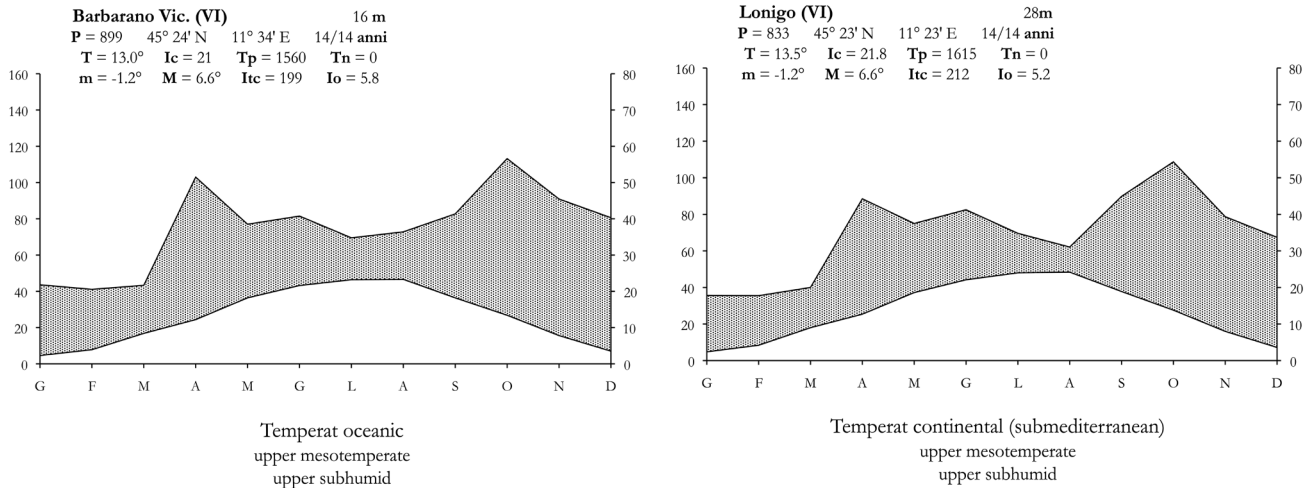 Barbarano Vic. (VI) 16 m
P = 899 45° 24' N 11° 34' E 14/14 anni
T = 13.0° Ic = 21 Tp = 1560 Tn = 0
m = -1.2° M = 6.6° Itc = 199 Io = 5.8
160
140
120
100
80
60
40
20
0
80
70
60
50
40
30
20
10
0
G F M A M G L A S O N D
Temperat oceanic
upper mesotemperate
upper subhumid
Lonigo (VI) 28m
P = 833 45° 23' N 11° 23' E 14/14 anni
T = 13.5° Ic = 21.8 Tp = 1615 Tn = 0
m = -1.2° M = 6.6° Itc = 212 Io = 5.2
160
140
120
100
80
60
40
20
0
80
70
60
50
40
30
20
10
0
G F M A M G L A S O N D
Temperat continental (submediterranean)
upper mesotemperate
upper subhumid